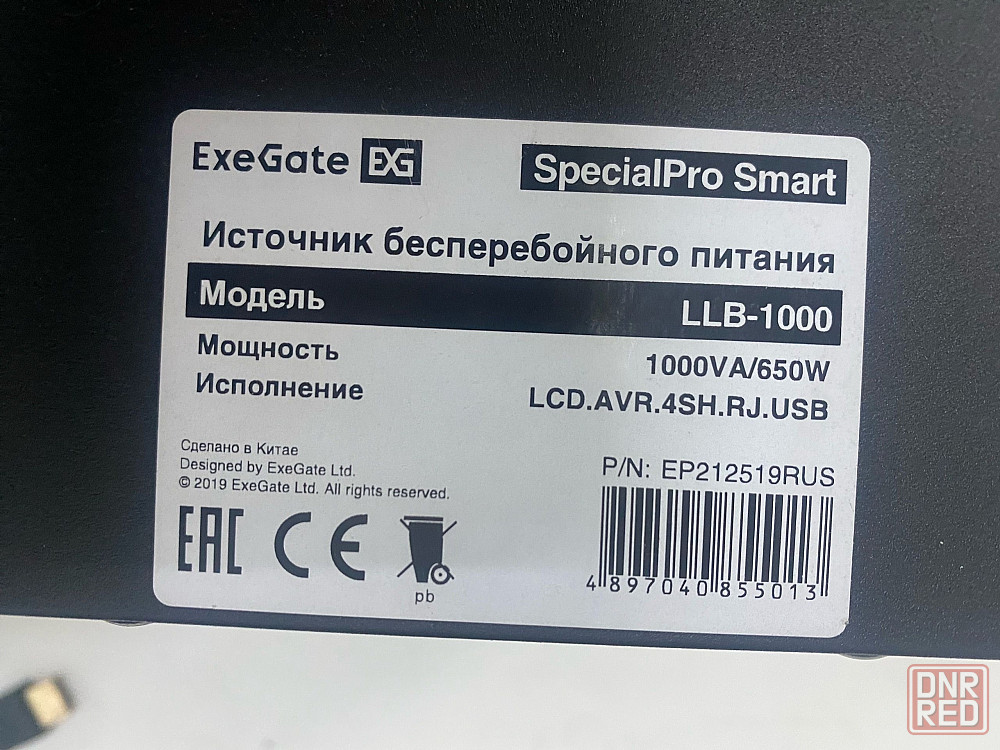 ExeGate EXG
SpecialPro Smart
Источник бесперебойного питания
Модель LLB-1000
Мощность 1000VA/650W
Исполнение LCD.AVR.4SH.RJ.USB
Сделано в Китае
Designed by ExeGate Ltd.
© 2019 ExeGate Ltd. All rights reserved.
P/N: EP212519RUS
EAC CE
pb
4 897040 855013
DNR
RED